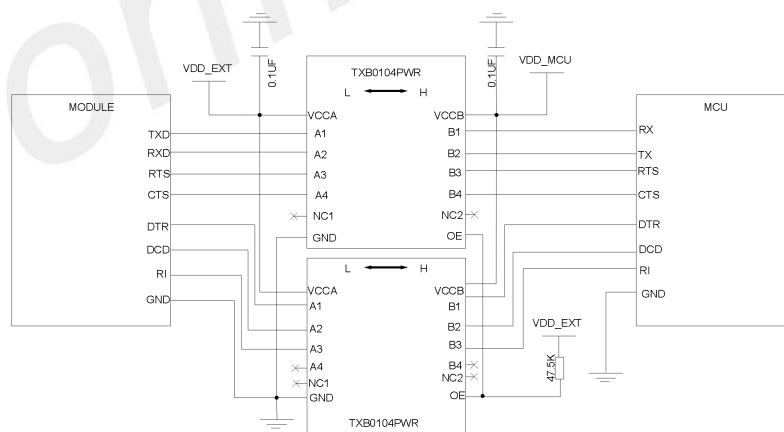 0.1UF
0.1UF
VDD_EXT
VDD_MCU
TXB0104PWR
L H
MODULE
MCU
VCCA
VCCB
TXD
A1
B1
RX
RXD
A2
B2
TX
RTS
A3
B3
RTS
CTS
A4
B4
CTS
NC1
NC2
DTR
GND
OE
DTR
DCD
DCD
L H
RI
RI
GND
VCCA
VCCB
GND
A1
B1
A2
B2
VDD_EXT
A3
B3
A4
B4
47.5K
NC1
NC2
GND
OE
TXB0104PWR